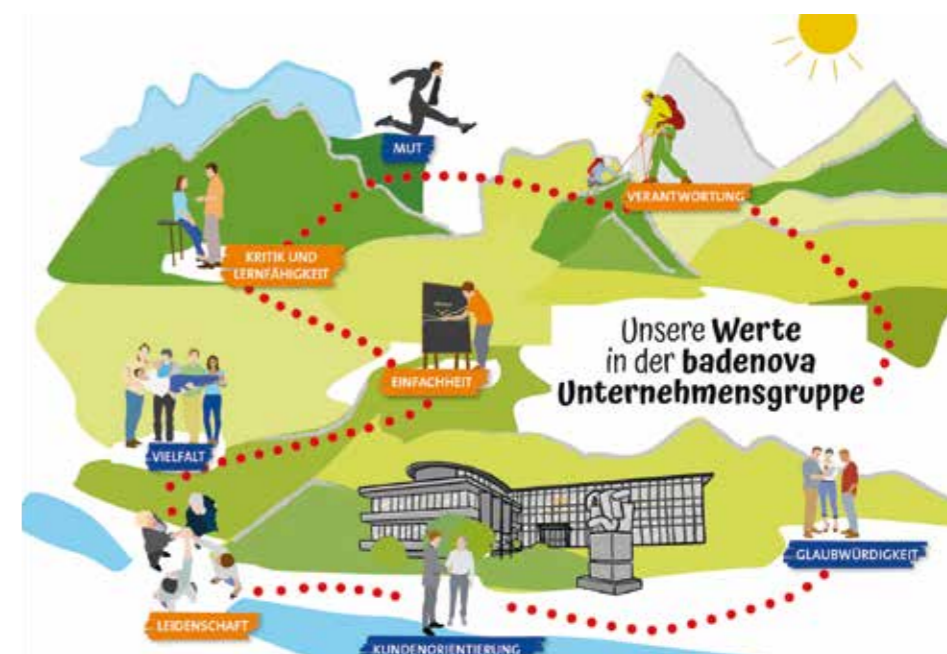 MUT
VERANTWORTUNG
KRITIK UND
LERNFÄHIGKEIT
Unsere Werte
in der badenova
Unternehmensgruppe
EINFACHHEIT
VIELFALT
GLAUBWÜRDIGKEIT
LEIDENSCHAFT
KUNDENORIENTIERUNG